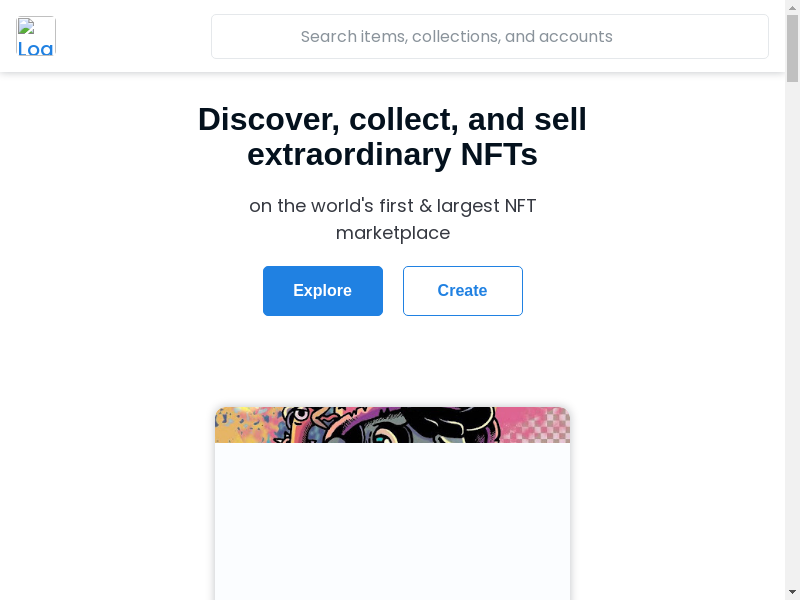 Search items, collections, and accounts
Discover, collect, and sell
extraordinary NFTs
on the world's first & largest NFT
marketplace
Explore
Create